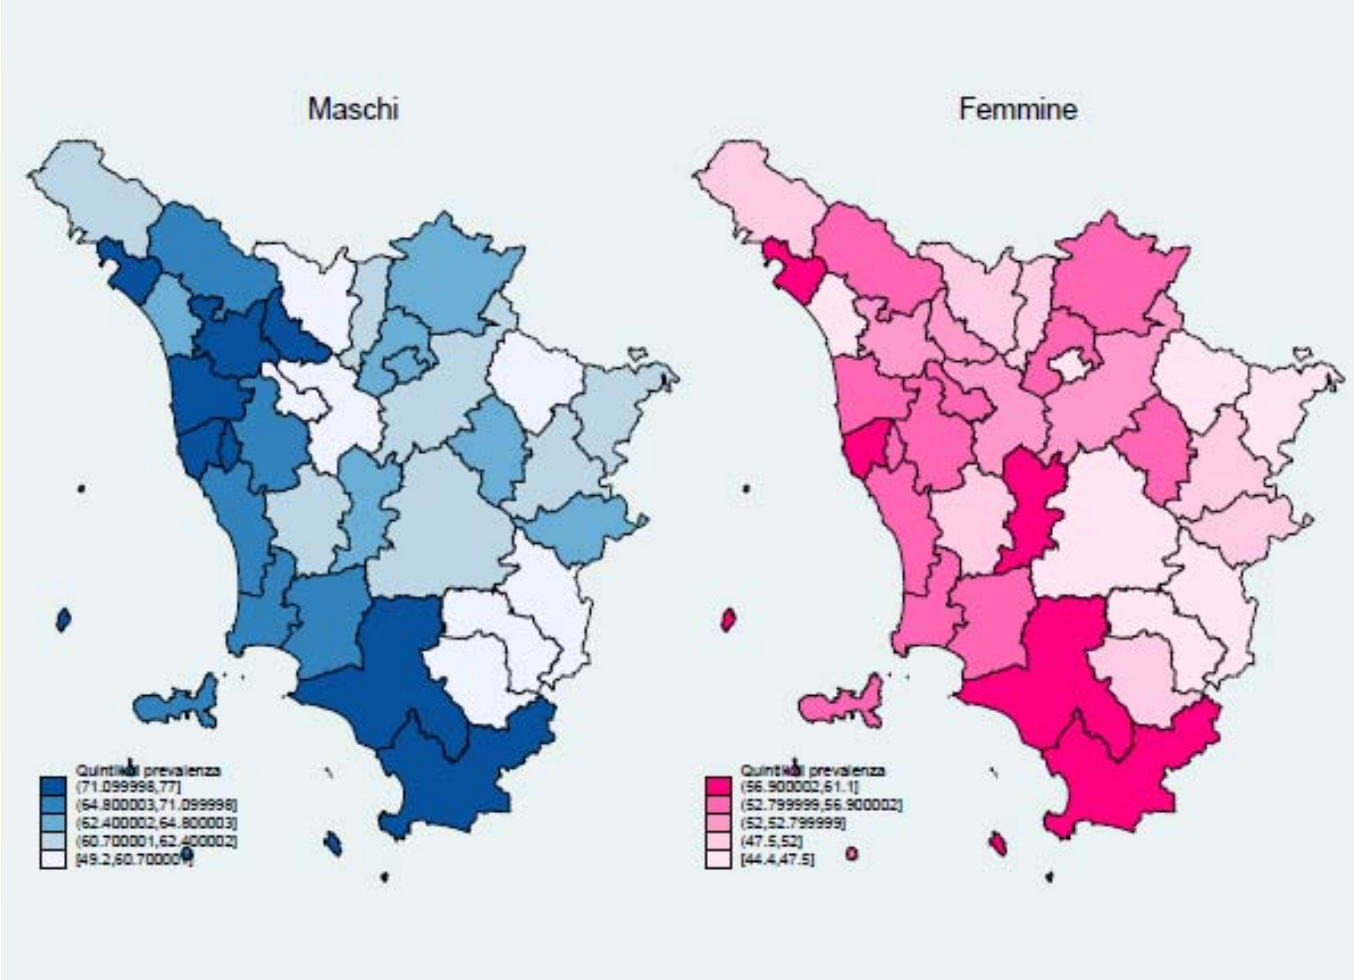 Maschi
Femmine
Quintili di prevalenza
(71.099998,77]
(64.800003,71.099998]
(62.400002,64.800003]
(60.700001,62.400002]
[49.2,60.700001]
Quintili di prevalenza
(56.900002,61.1]
(52.799999,56.900002]
(52,52.799999]
(47.5,52]
[44.4,47.5]